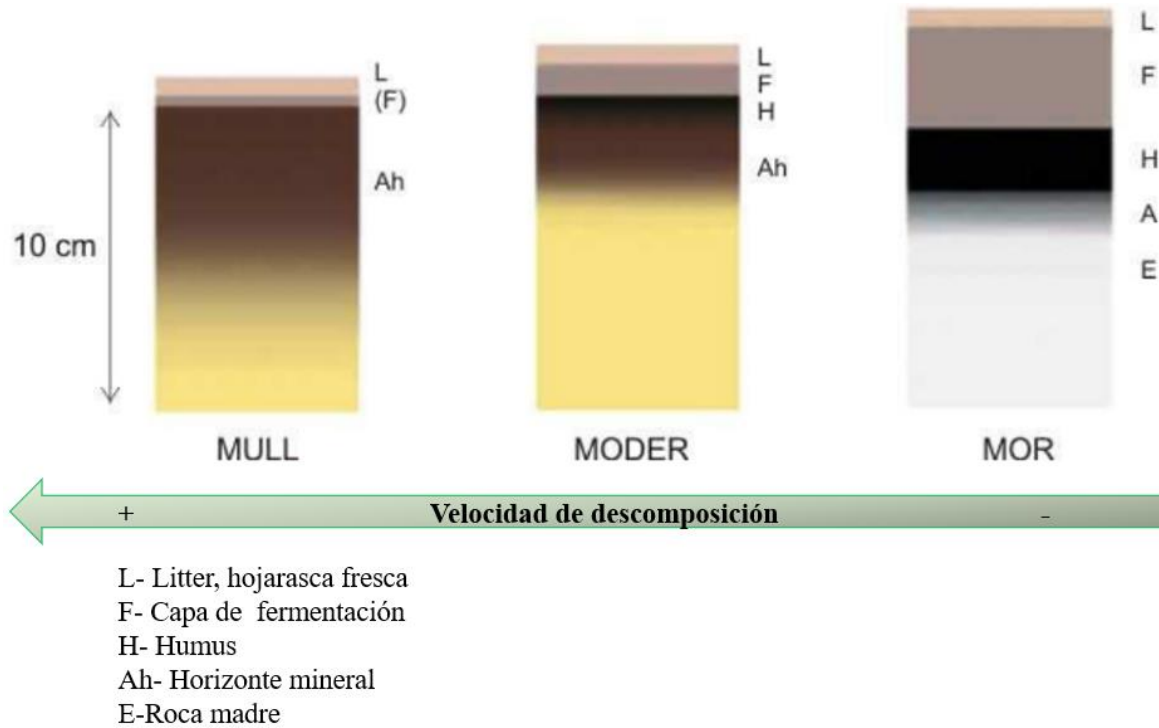 L
(F)
Ah
10 cm
MULL
L
F
H
Ah
MODER
L
F
H
A
E
MOR
+ Velocidad de descomposición -
L- Litter, hojarasca fresca
F- Capa de fermentación
H- Humus
Ah- Horizonte mineral
E-Roca madre